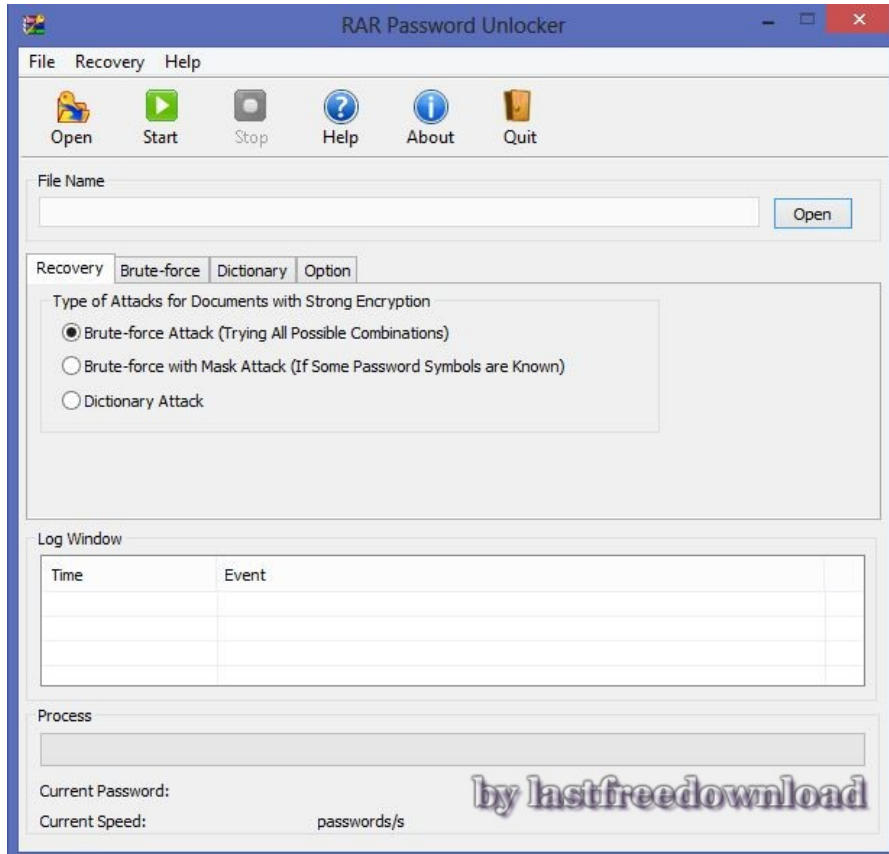 RAR Password Unlocker
File Recovery Help
Open Start Stop Help About Quit
File Name
Open
Recovery Brute-force Dictionary Option
Type of Attacks for Documents with Strong Encryption
Brute-force Attack (Trying All Possible Combinations)
Brute-force with Mask Attack (If Some Password Symbols are Known)
Dictionary Attack
Log Window
Time Event
Process
Current Password:
Current Speed: passwords/s
by lastfreedownload